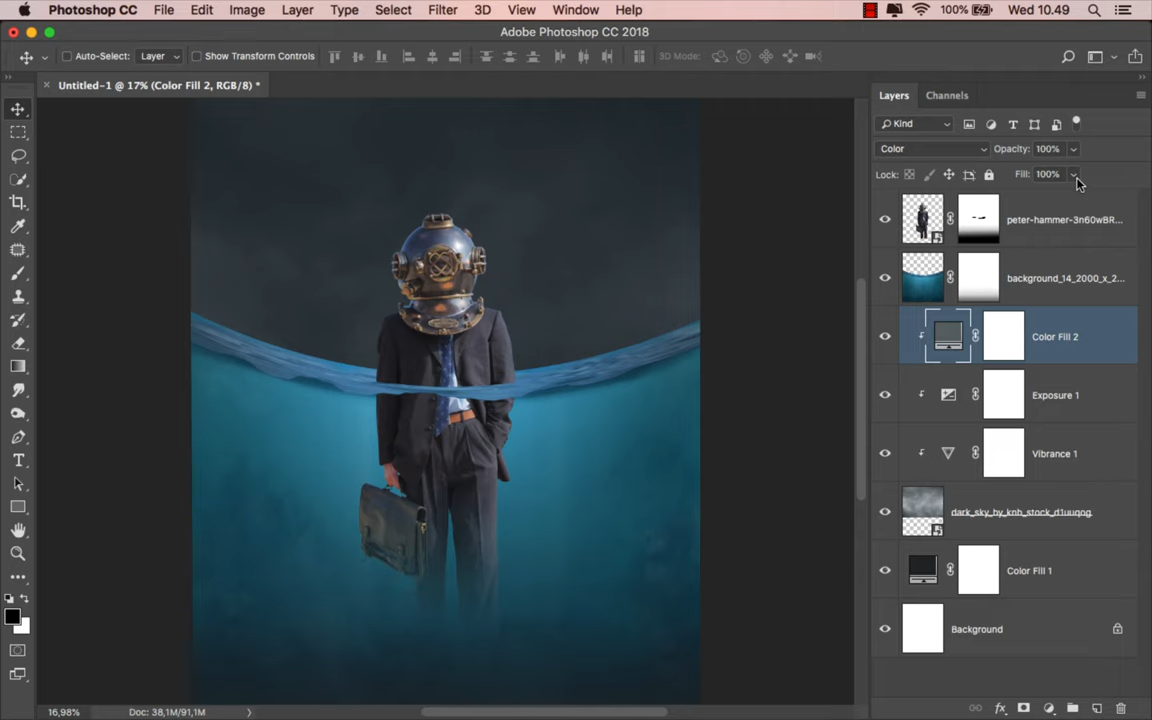 Photoshop CC File Edit Image Layer Type Select Filter 3D View Window Help 100% Wed 10.49
Adobe Photoshop CC 2018
Auto-Select: Layer Show Transform Controls 3D Mode:
Untitled-1 @ 17% (Color Fill 2, RGB/8) *
Layers Channels
Kind
Color Opacity: 100%
Lock: Fill: 100%
peter-hammer-3n60wBR...
background_14_2000_x_2...
Color Fill 2
Exposure 1
Vibrance 1
dark_sky_by_knb_stock_d1uuqog
Color Fill 1
Background
16,98% Doc: 38,1M/91,1M